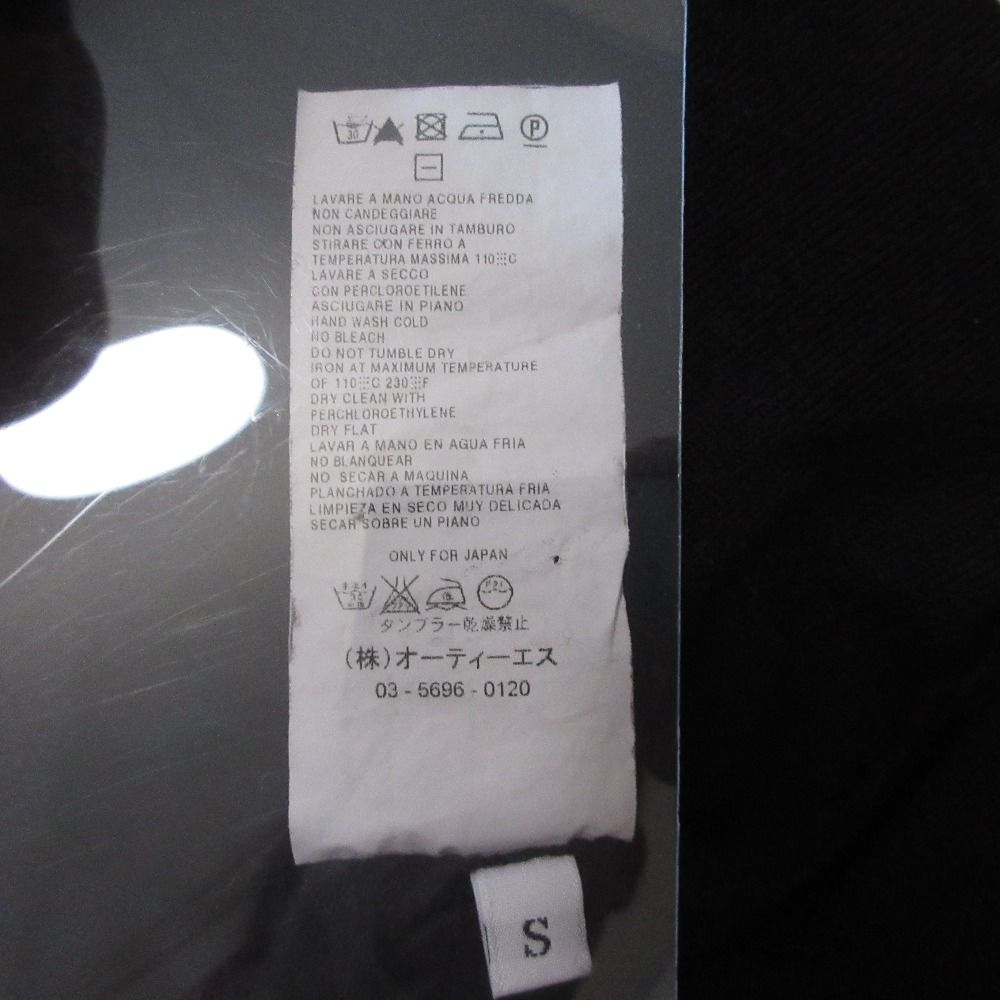 30
P
LAVARE A MANO ACQUA FREDDA
NON CANDEGGIARE
NON ASCIUGARE IN TAMBURO
STIRARE CON FERRO A
TEMPERATURA MASSIMA 110░C
LAVARE A SECCO
CON PERCLOROETILENE
ASCIUGARE IN PIANO
HAND WASH COLD
NO BLEACH
DO NOT TUMBLE DRY
IRON AT MAXIMUM TEMPERATURE
OF 110░C 230░F
DRY CLEAN WITH
PERCHLOROETHYLENE
DRY FLAT
LAVAR A MANO EN AGUA FRIA
NO BLANQUEAR
NO SECAR A MAQUINA
PLANCHADO A TEMPERATURA FRIA
LIMPIEZA EN SECO MUY DELICADA
SECAR SOBRE UN PIANO
ONLY FOR JAPAN
低
タンブラー乾燥禁止
(株)オーティーエス
03 - 5696 - 0120
S